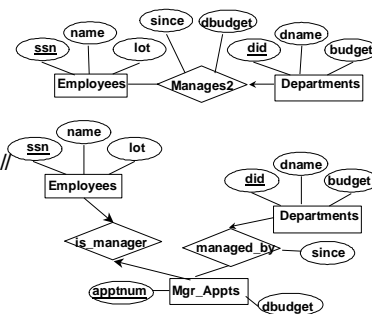 since dbudget
name dname
ssn lot did budget
Employees Manages2 Departments
name
// ssn lot dname
did budget
Employees
Departments
is_manager managed_by
since
apptnum Mgr_Appts
dbudget